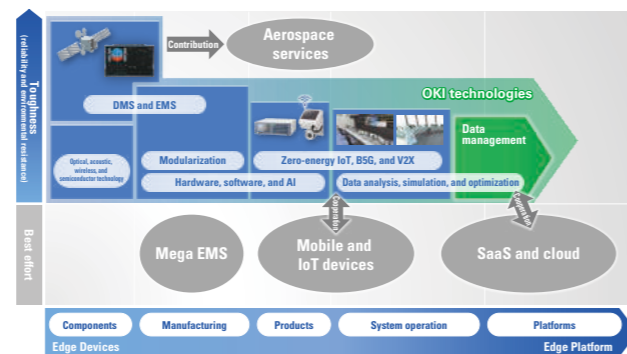 Toughness
(reliability and environmental
resistance)
Best effort
Contribution
Aerospace
services
OKI technologies
DMS and EMS
Data
management
Optical, acoustic,
wireless, and
semiconductor technology
Modularization
Zero-energy IoT, B5G, and V2X
Hardware, software, and AI
Data analysis, simulation, and optimization
Cooperation
Cooperation
Mega EMS
Mobile and
IoT devices
SaaS and cloud
Components
Manufacturing
Products
System operation
Platforms
Edge Devices
Edge Platform